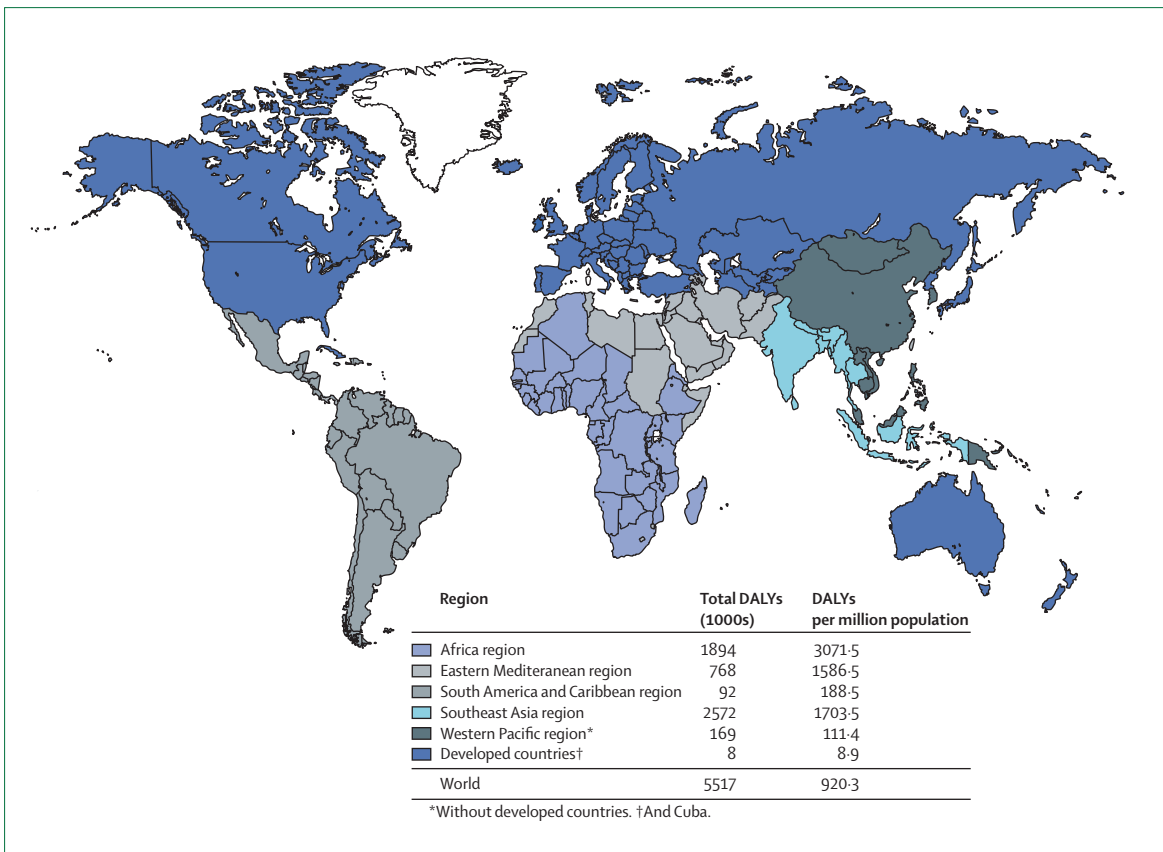 Region Total DALYs (1000s) DALYs per million population
Africa region 1894 3071·5
Eastern Mediteranean region 768 1586·5
South America and Caribbean region 92 188·5
Southeast Asia region 2572 1703·5
Western Pacific region* 169 111·4
Developed countries† 8 8·9
World 5517 920·3
*Without developed countries. †And Cuba.